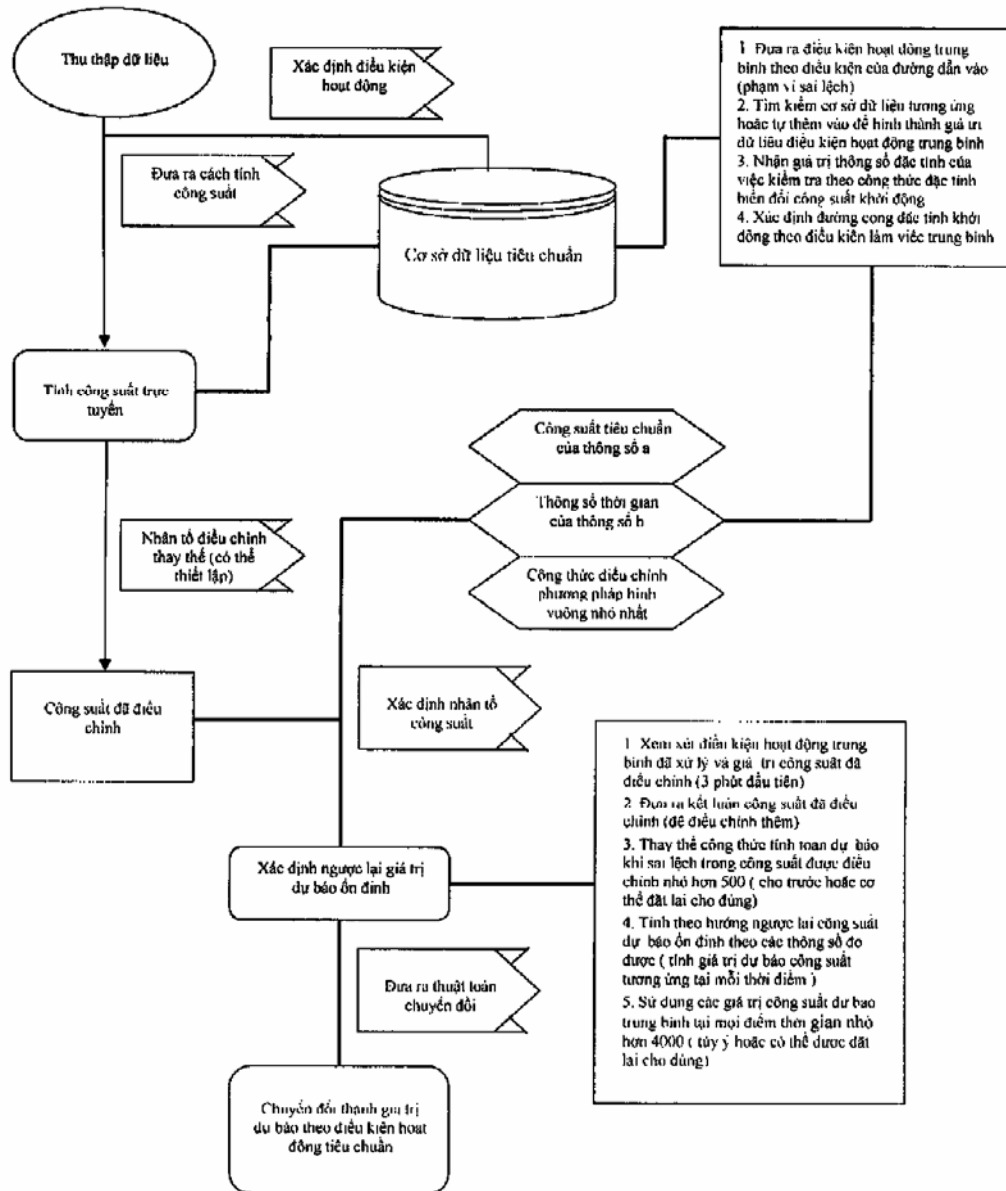 Thu thập dữ liệu
Xác định điều kiện
hoạt động
Đưa ra cách tính
công suất
Cơ sở dữ liệu tiêu chuẩn
1 Đưa ra điều kiện hoạt động trung
bình theo điều kiện của đường dẫn vào
(phạm vi sai lệch)
2. Tìm kiếm cơ sở dữ liệu tương ứng
hoặc tự thêm vào để hình thành giá trị
dữ liệu điều kiện hoạt động trung bình
3. Nhận giá trị thông số đặc tính của
việc kiểm tra theo công thức đặc tính
biến đổi công suất khởi động
4. Xác định đường cong đặc tính khởi
động theo điều kiện làm việc trung bình
Tính công suất trực
tuyến
Công suất tiêu chuẩn
của thông số a
Thông số thời gian
của thông số b
Công thức điều chỉnh
phương pháp hình
vuông nhỏ nhất
Nhân tố điều chỉnh
thay thế (có thể
thiết lập)
Công suất đã điều
chỉnh
Xác định nhân tố
công suất
1 Xem xét điều kiện hoạt động trung
bình đã xử lý và giá trị công suất đã
điều chỉnh (3 phút đầu tiên)
2 Đưa ra kết luận công suất đã điều
chỉnh (để điều chỉnh thêm)
3. Thay thế công thức tính toán dự báo
khi sai lệch trong công suất được điều
chỉnh nhỏ hơn 500 ( cho trước hoặc có
thể đặt lại cho đúng)
4. Tính theo hướng ngược lại công suất
dự báo ổn định theo các thông số đo
được ( tính giá trị dự báo công suất
tương ứng tại mỗi thời điểm )
5. Sử dụng các giá trị công suất dự báo
trung bình tại mọi điểm thời gian nhỏ
hơn 4000 ( tùy ý hoặc có thể được đặt
lại cho đúng)
Xác định ngược lại giá trị
dự báo ổn định
Đưa ra thuật toán
chuyển đổi
Chuyển đổi thành giá trị
dự báo theo điều kiện hoạt
động tiêu chuẩn